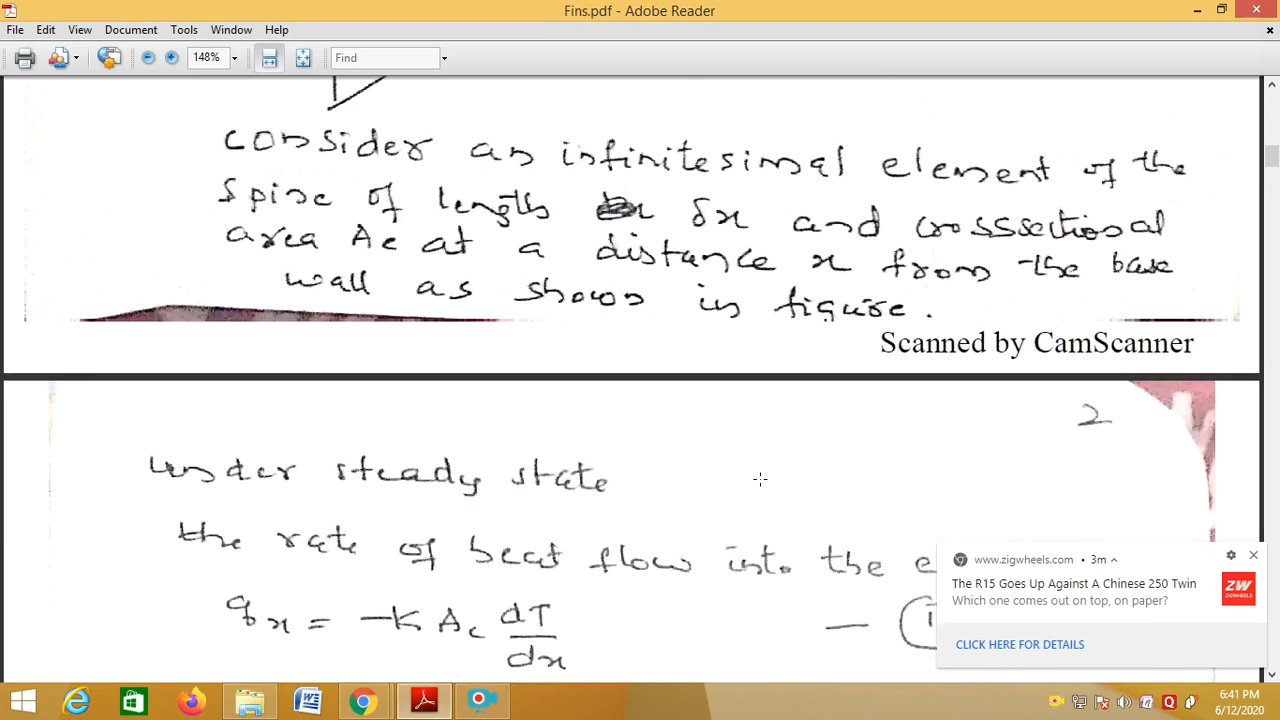 Fins.pdf - Adobe Reader
File Edit View Document Tools Window Help
148% Find
consider an infinitesimal element of the
spine of length δx and crosssectional
area Ac at a distance x from the base
wall as shown in figure.
Scanned by CamScanner
2
under steady state
the rate of heat flow into the
qx = -K Ac dT/dx — 1
www.zigwheels.com • 3m
The R15 Goes Up Against A Chinese 250 Twin
Which one comes out on top, on paper?
ZW
ZIGWHEELS
CLICK HERE FOR DETAILS
6:41 PM
6/12/2020